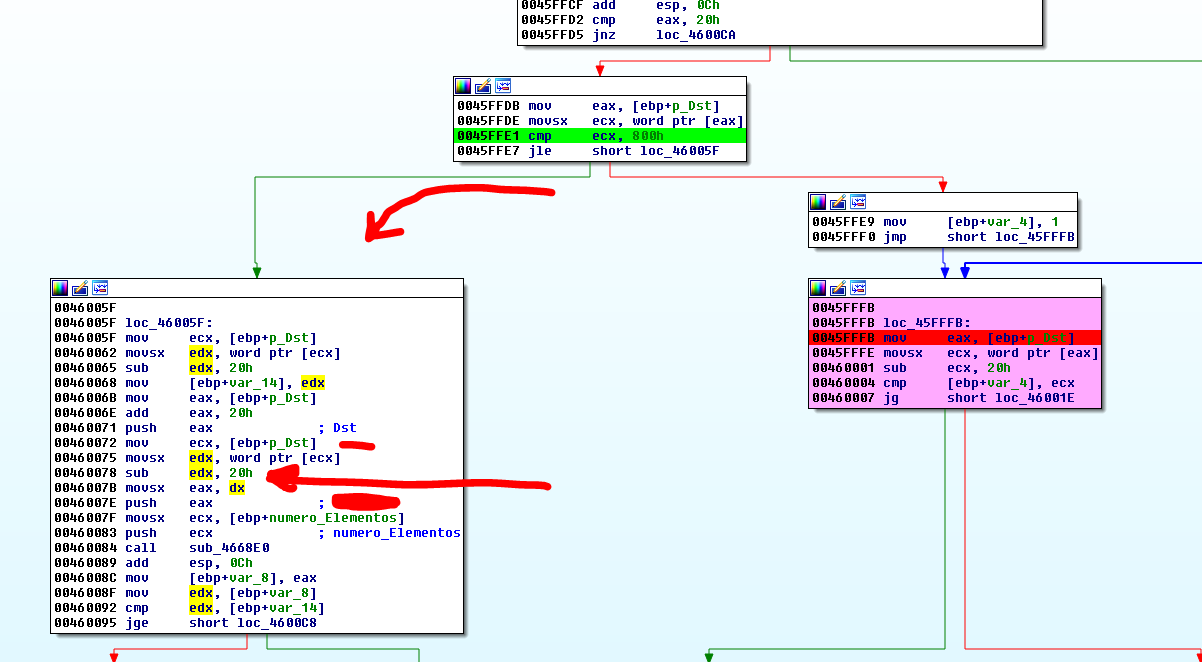 0045FFCF add esp, 0Ch
0045FFD2 cmp eax, 20h
0045FFD5 jnz loc_4600CA
0045FFDB mov eax, [ebp+p_Dst]
0045FFDE movsx ecx, word ptr [eax]
0045FFE1 cmp ecx, 800h
0045FFE7 jle short loc_46005F
0045FFE9 mov [ebp+var_4], 1
0045FFF0 jmp short loc_45FFFB
0046005F
0046005F loc_46005F:
0046005F mov ecx, [ebp+p_Dst]
00460062 movsx edx, word ptr [ecx]
00460065 sub edx, 20h
00460068 mov [ebp+var_14], edx
0046006B mov eax, [ebp+p_Dst]
0046006E add eax, 20h
00460071 push eax ; Dst
00460072 mov ecx, [ebp+p_Dst]
00460075 movsx edx, word ptr [ecx]
00460078 sub edx, 20h
0046007B movsx eax, dx
0046007E push eax ;
0046007F movsx ecx, [ebp+numero_Elementos]
00460083 push ecx ; numero_Elementos
00460084 call sub_4668E0
00460089 add esp, 0Ch
0046008C mov [ebp+var_8], eax
0046008F mov edx, [ebp+var_8]
00460092 cmp edx, [ebp+var_14]
00460095 jge short loc_4600C8
0045FFFB
0045FFFB loc_45FFFB:
0045FFFB mov eax, [ebp+p_Dst]
0045FFFE movsx ecx, word ptr [eax]
00460001 sub ecx, 20h
00460004 cmp [ebp+var_4], ecx
00460007 jg short loc_46001E